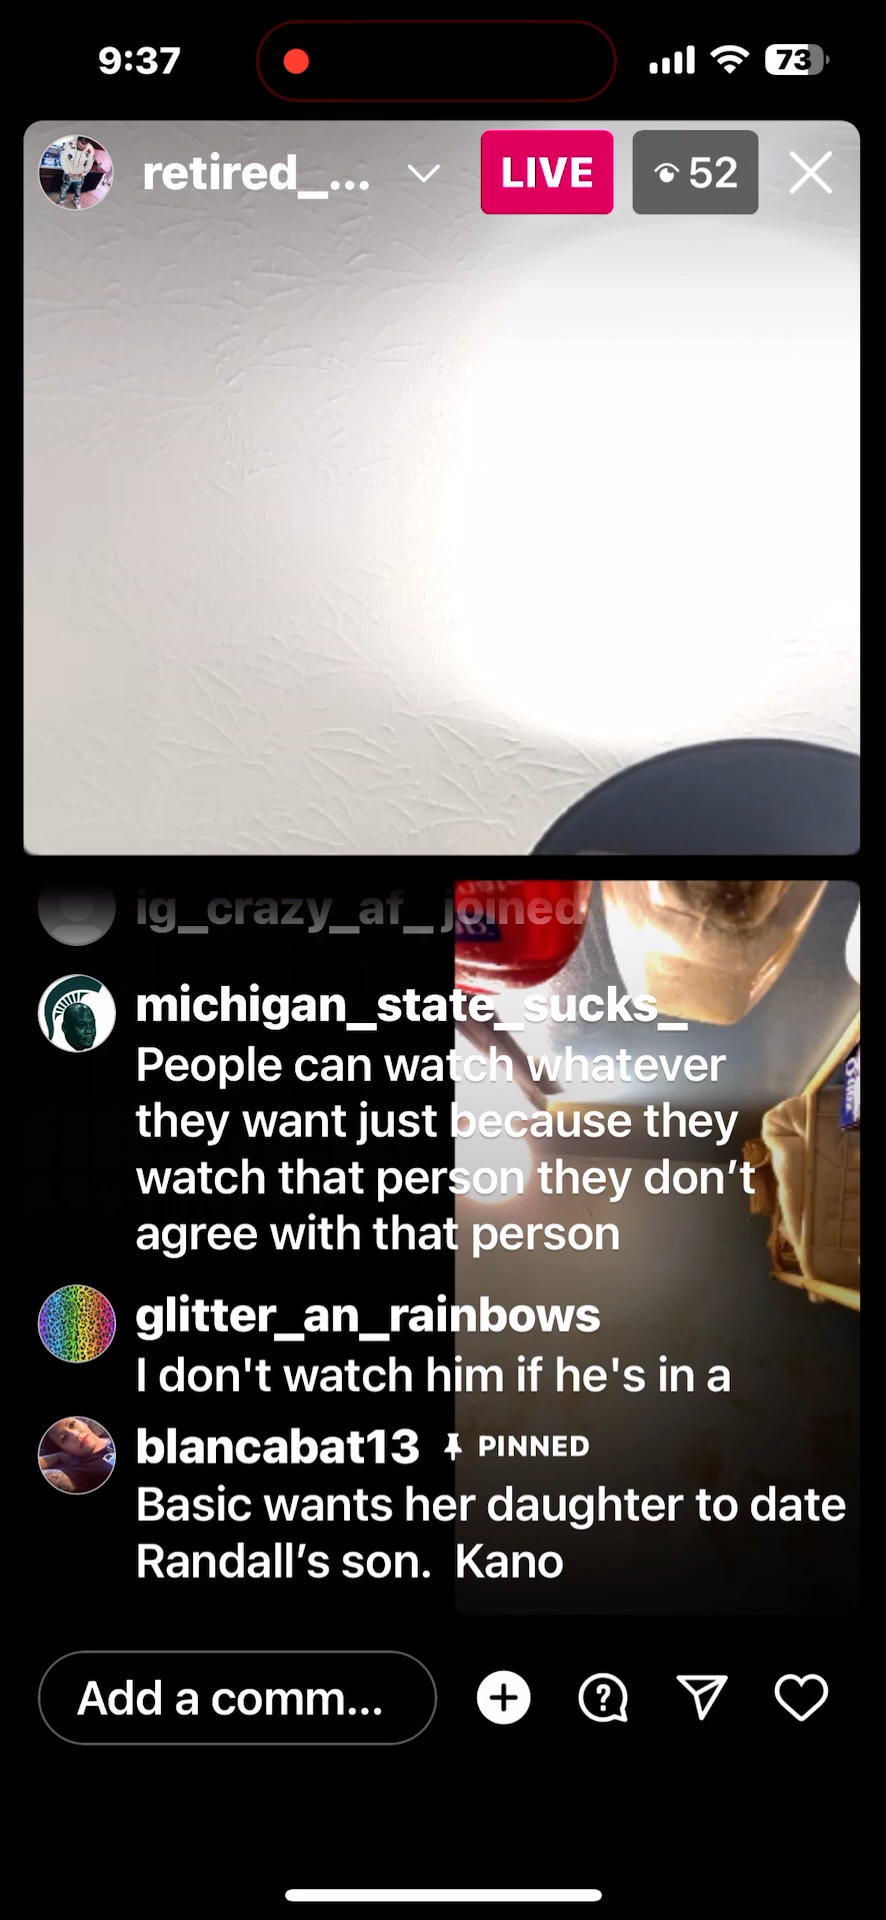 9:37
73
retired_...
LIVE
52
ig_crazy_af_ joined
michigan_state_sucks_
People can watch whatever
they want just because they
watch that person they don’t
agree with that person
glitter_an_rainbows
I don't watch him if he's in a
blancabat13 PINNED
Basic wants her daughter to date
Randall’s son. Kano
Add a comm...